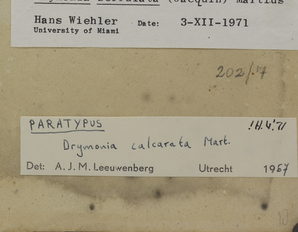 Hans Wiehler Date: 3-XII-1971
University of Miami
202/.7
PARATYPUS
Drymonia calcarata Mart.
Det: A.J.M. Leeuwenberg Utrecht 1957